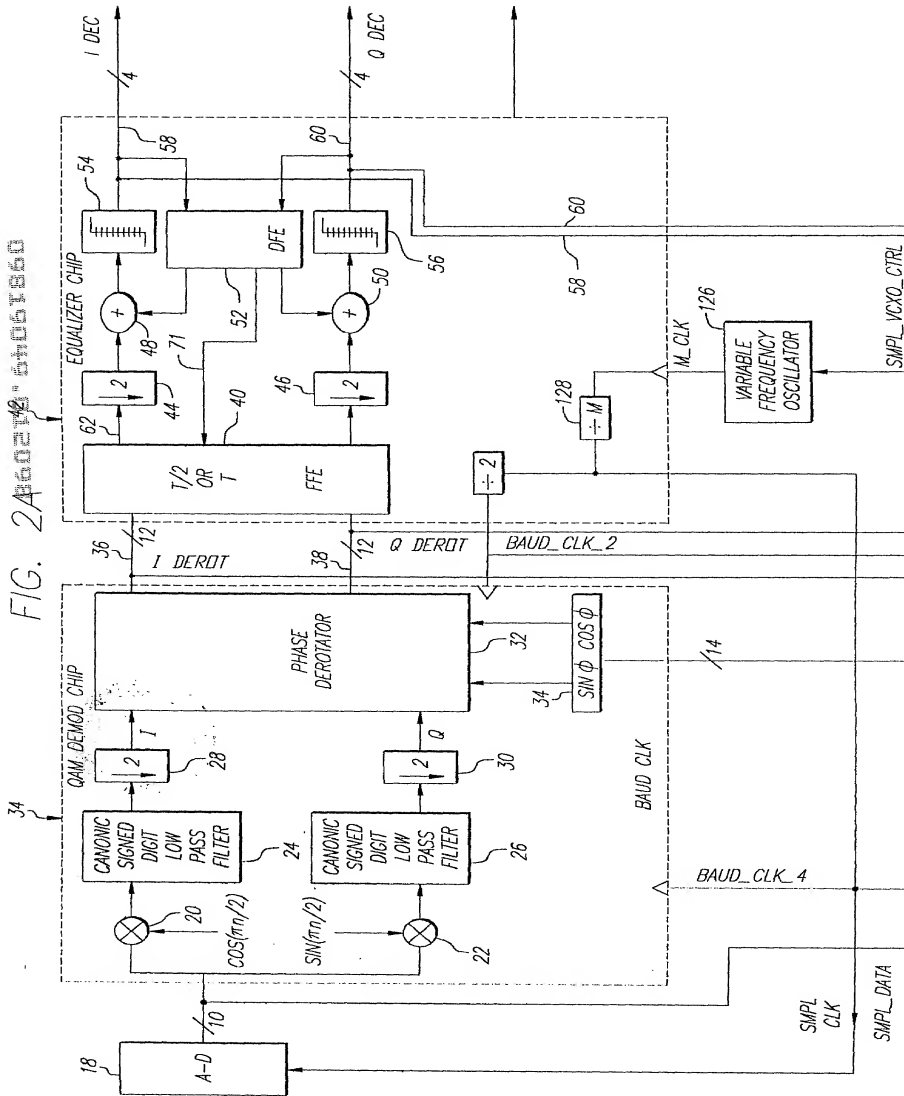 FIG. 2A
42
34
QAM DEMOD CHIP
EQUALIZER CHIP
18
A-D
10
20
22
COS(πn/2)
SIN(πn/2)
CANONIC
SIGNED
DIGIT
LOW
PASS
FILTER
24
CANONIC
SIGNED
DIGIT
LOW
PASS
FILTER
26
2
28
I
2
30
Q
PHASE
DEROTATOR
32
34
SIN Φ COS Φ
14
BAUD CLK
BAUD_CLK_4
SMPL
CLK
SMPL_DATA
36
12
I DEROT
38
12
Q DEROT
BAUD_CLK_2
T/2
OR
T
FFE
40
62
2
44
2
46
71
+
48
+
50
DFE
52
54
56
58
60
4
I DEC
4
Q DEC
÷ 2
÷ M
128
M_CLK
VARIABLE
FREQUENCY
OSCILLATOR
126
SMPL_VCXO_CTRL
58
60